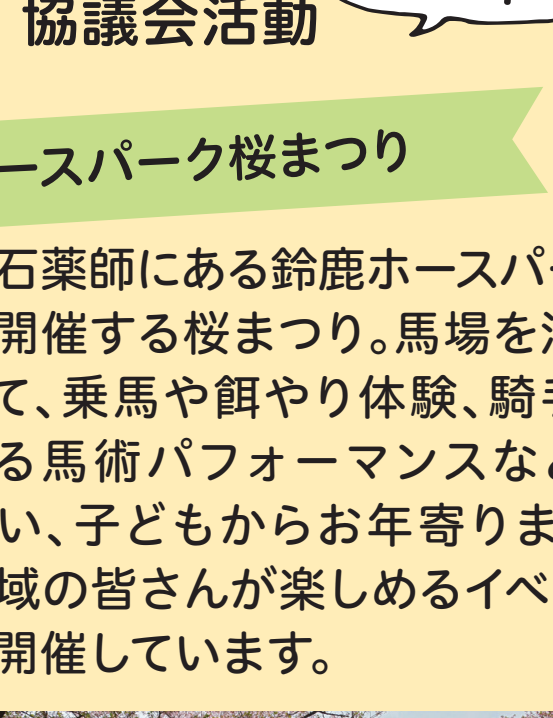 協議会活動
ースパーク桜まつり
石薬師にある鈴鹿ホースパ
開催する桜まつり。馬場を
て、乗馬や餌やり体験、騎
る馬術パフォーマンスな
い、子どもからお年寄りま
域の皆さんが楽しめるイベ
開催しています。